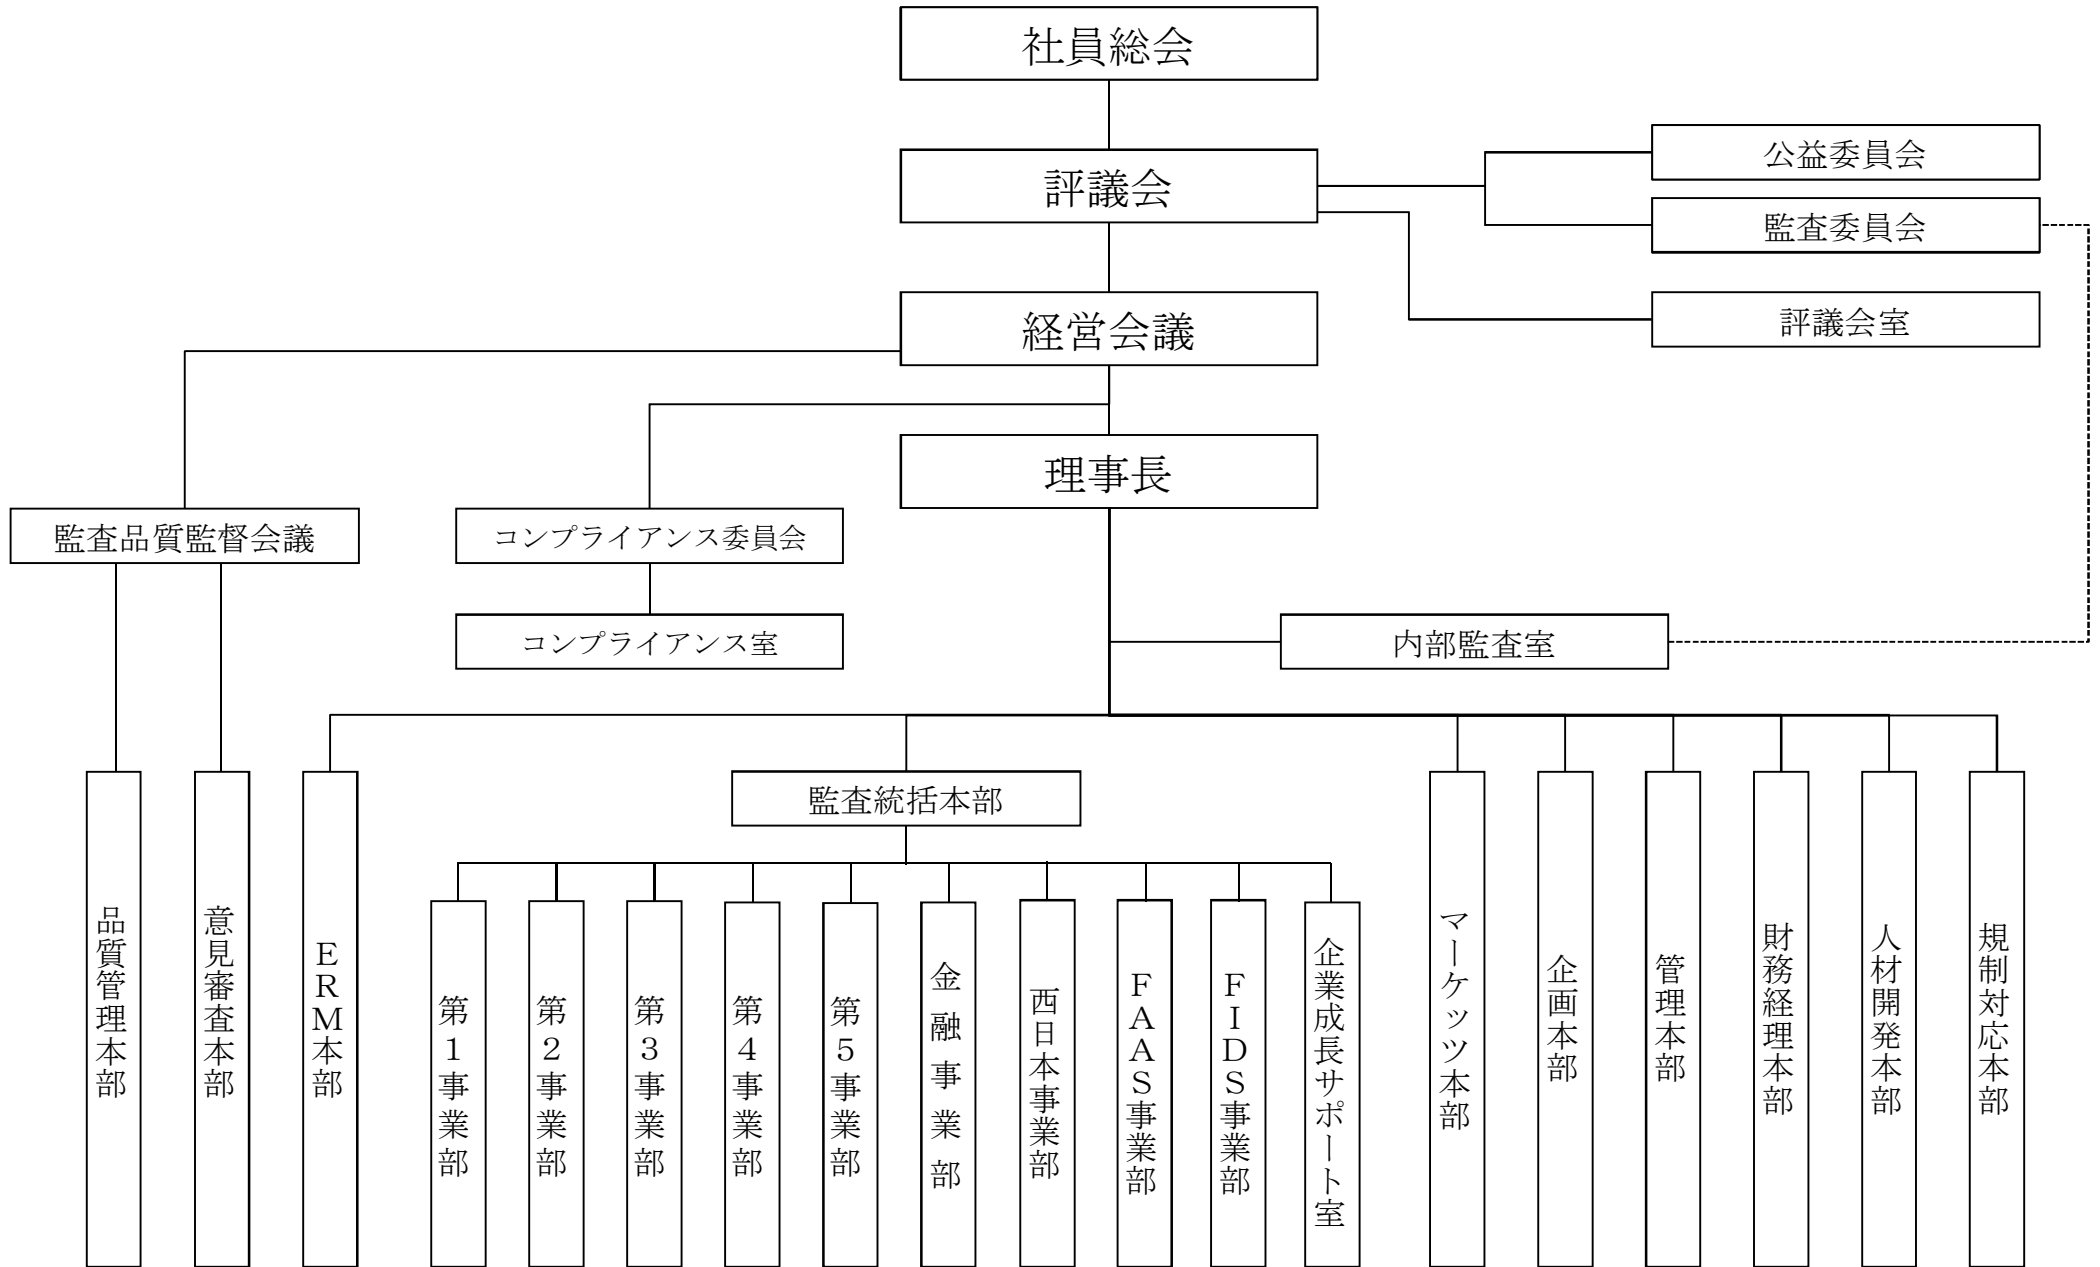 社員総会
公益委員会
評議会
監査委員会
経営会議
評議会室
理事長
監査品質監督会議
コンプライアンス委員会
コンプライアンス室
内部監査室
監査統括本部
品質管理本部
意見審査本部
ERM本部
第1事業部
第2事業部
第3事業部
第4事業部
第5事業部
金融事業部
西日本事業部
FAAS事業部
FIDS事業部
企業成長サポート室
マーケッツ本部
企画本部
管理本部
財務経理本部
人材開発本部
規制対応本部